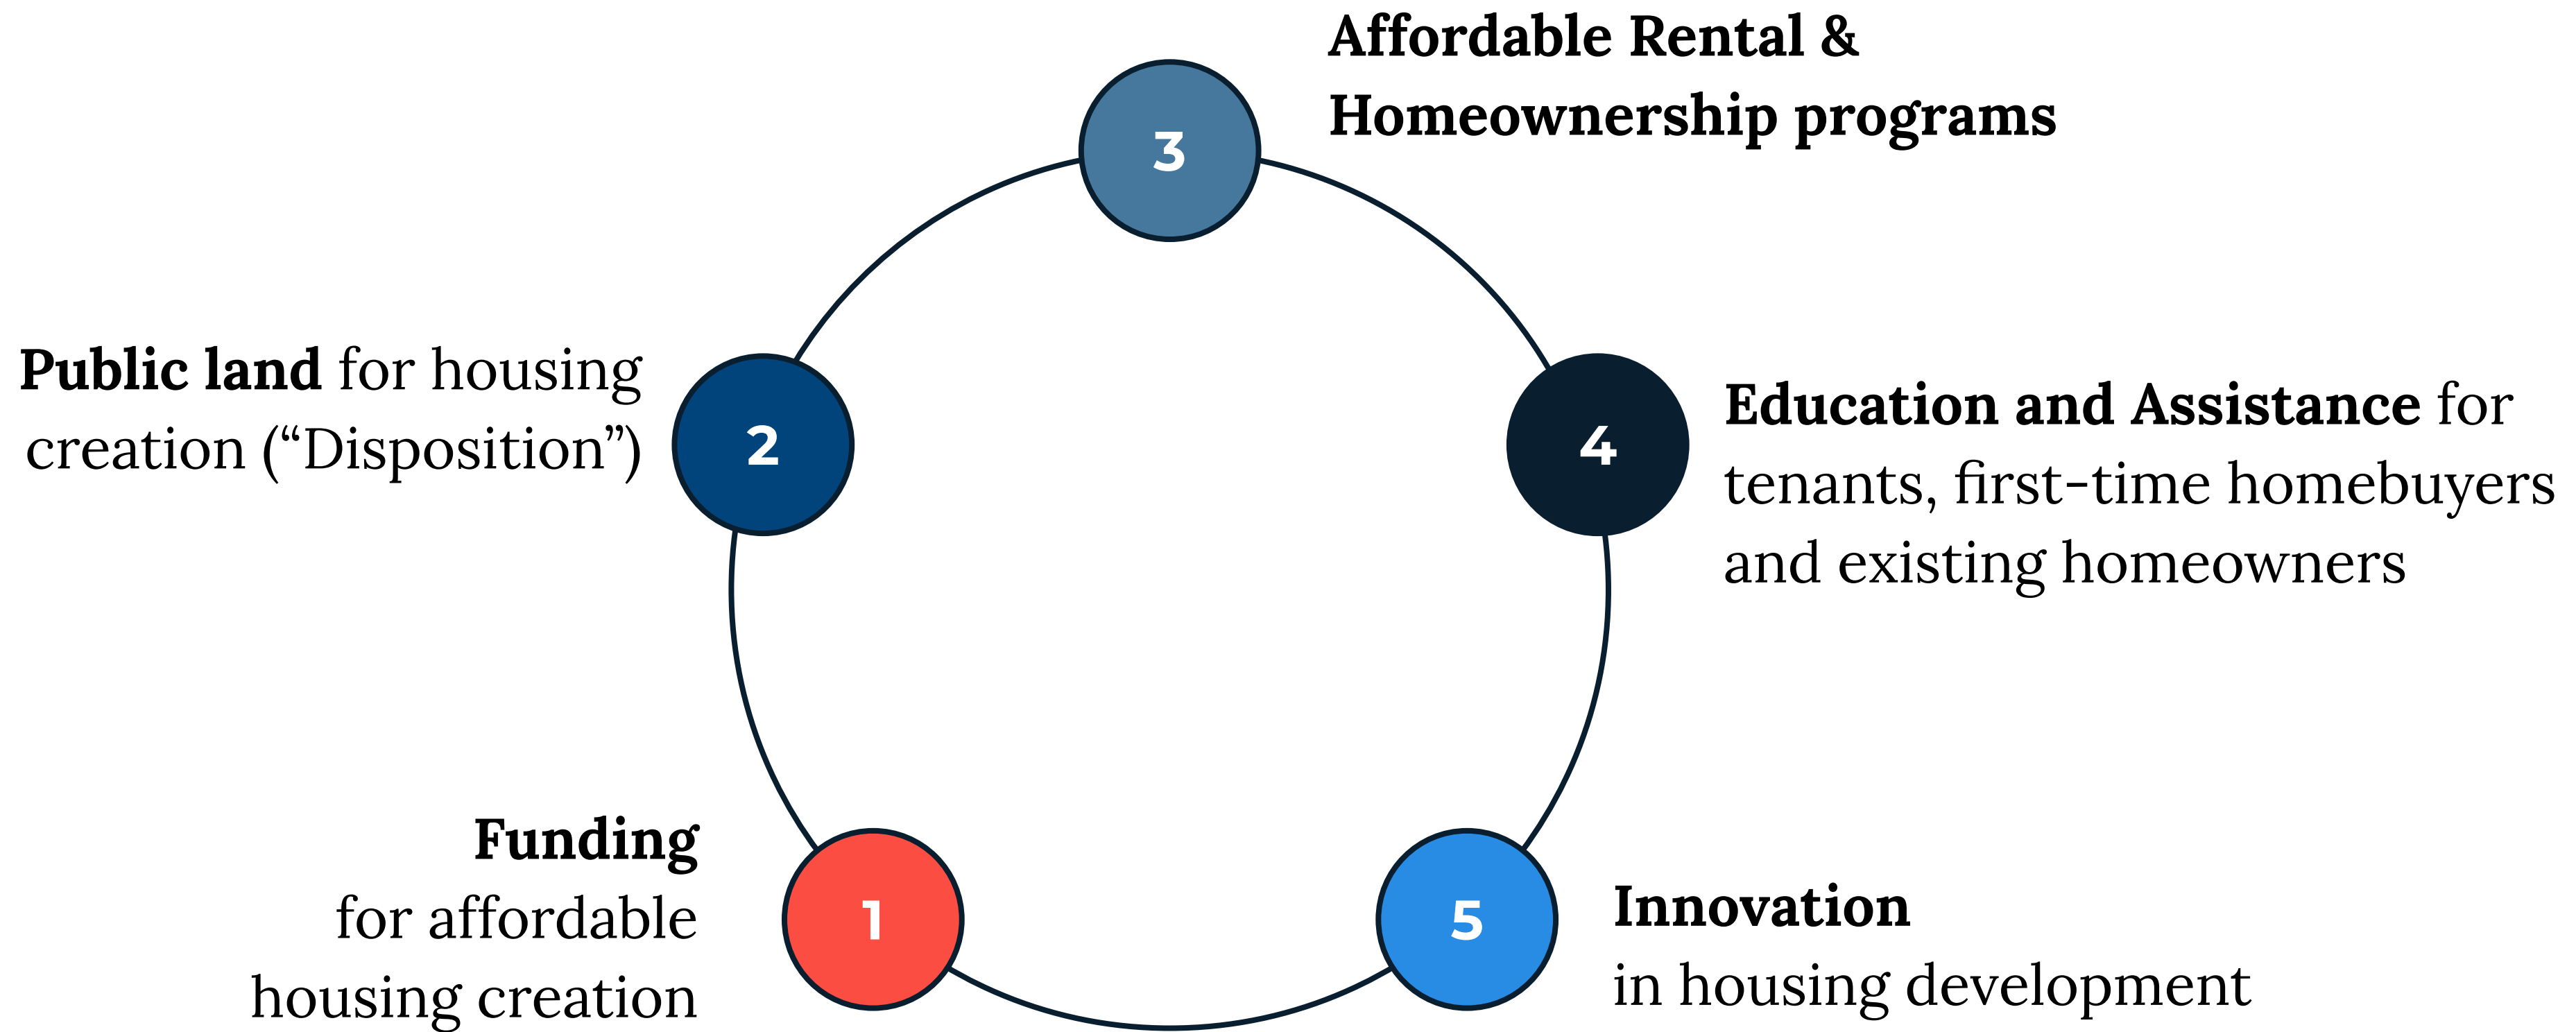 1
Funding
for affordable
housing creation
2
Public land for housing
creation (“Disposition”)
3
Affordable Rental &
Homeownership programs
4
Education and Assistance for
tenants, first-time homebuyers
and existing homeowners
5
Innovation
in housing development